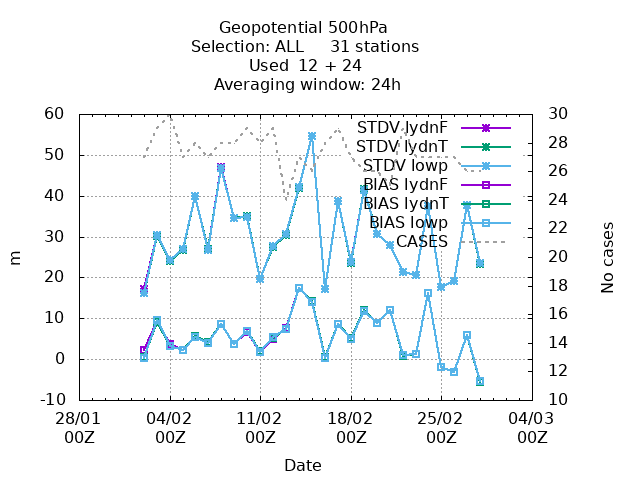 Geopotential 500hPa
Selection: ALL 31 stations
Used 12 + 24
Averaging window: 24h
60
50
40
30
20
10
0
-10
m
30
28
26
24
22
20
18
16
14
12
10
No cases
STDV lydnF
STDV lydnT
STDV lowp
BIAS lydnF
BIAS lydnT
BIAS lowp
CASES
28/01 04/02 11/02 18/02 25/02 04/03
00Z 00Z 00Z 00Z 00Z 00Z
Date